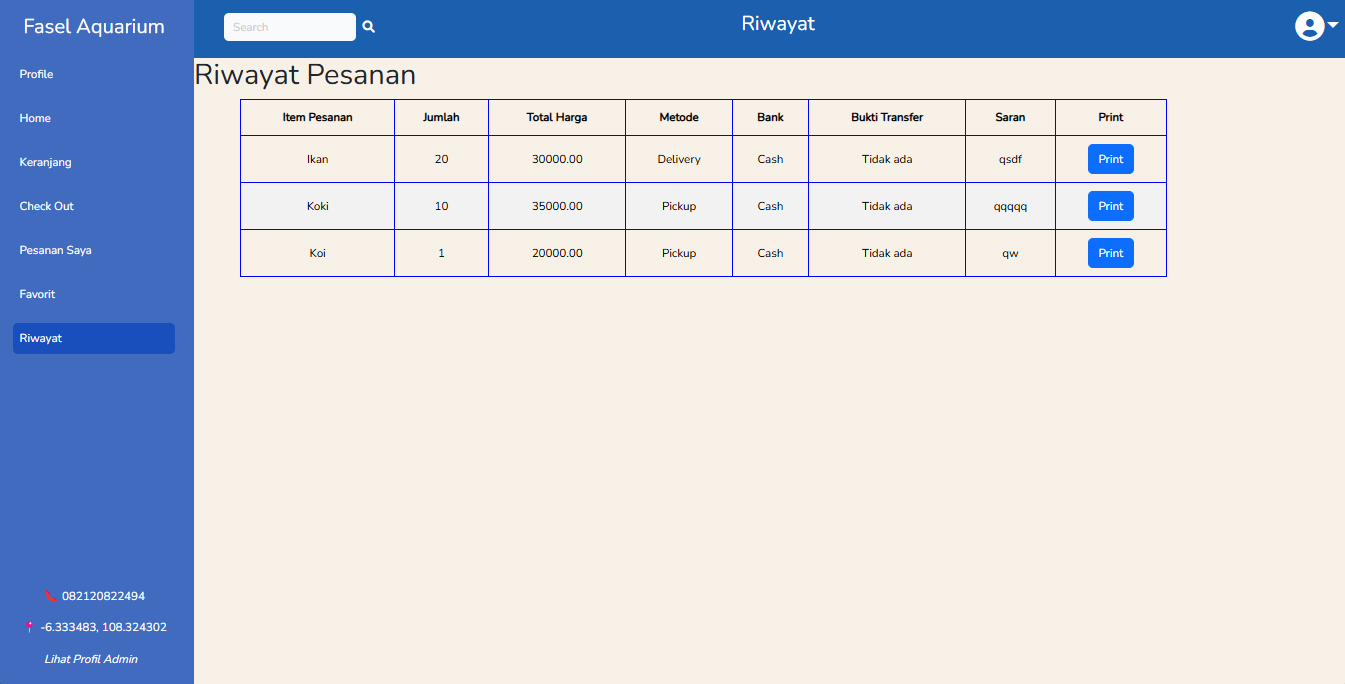 Fasel Aquarium
Search
Riwayat
Profile
Home
Keranjang
Check Out
Pesanan Saya
Favorit
Riwayat
082120822494
-6.333483, 108.324302
Lihat Profil Admin
Riwayat Pesanan
Item Pesanan Jumlah Total Harga Metode Bank Bukti Transfer Saran Print
Ikan 20 30000.00 Delivery Cash Tidak ada qsdf Print
Koki 10 35000.00 Pickup Cash Tidak ada qqqqq Print
Koi 1 20000.00 Pickup Cash Tidak ada qw Print